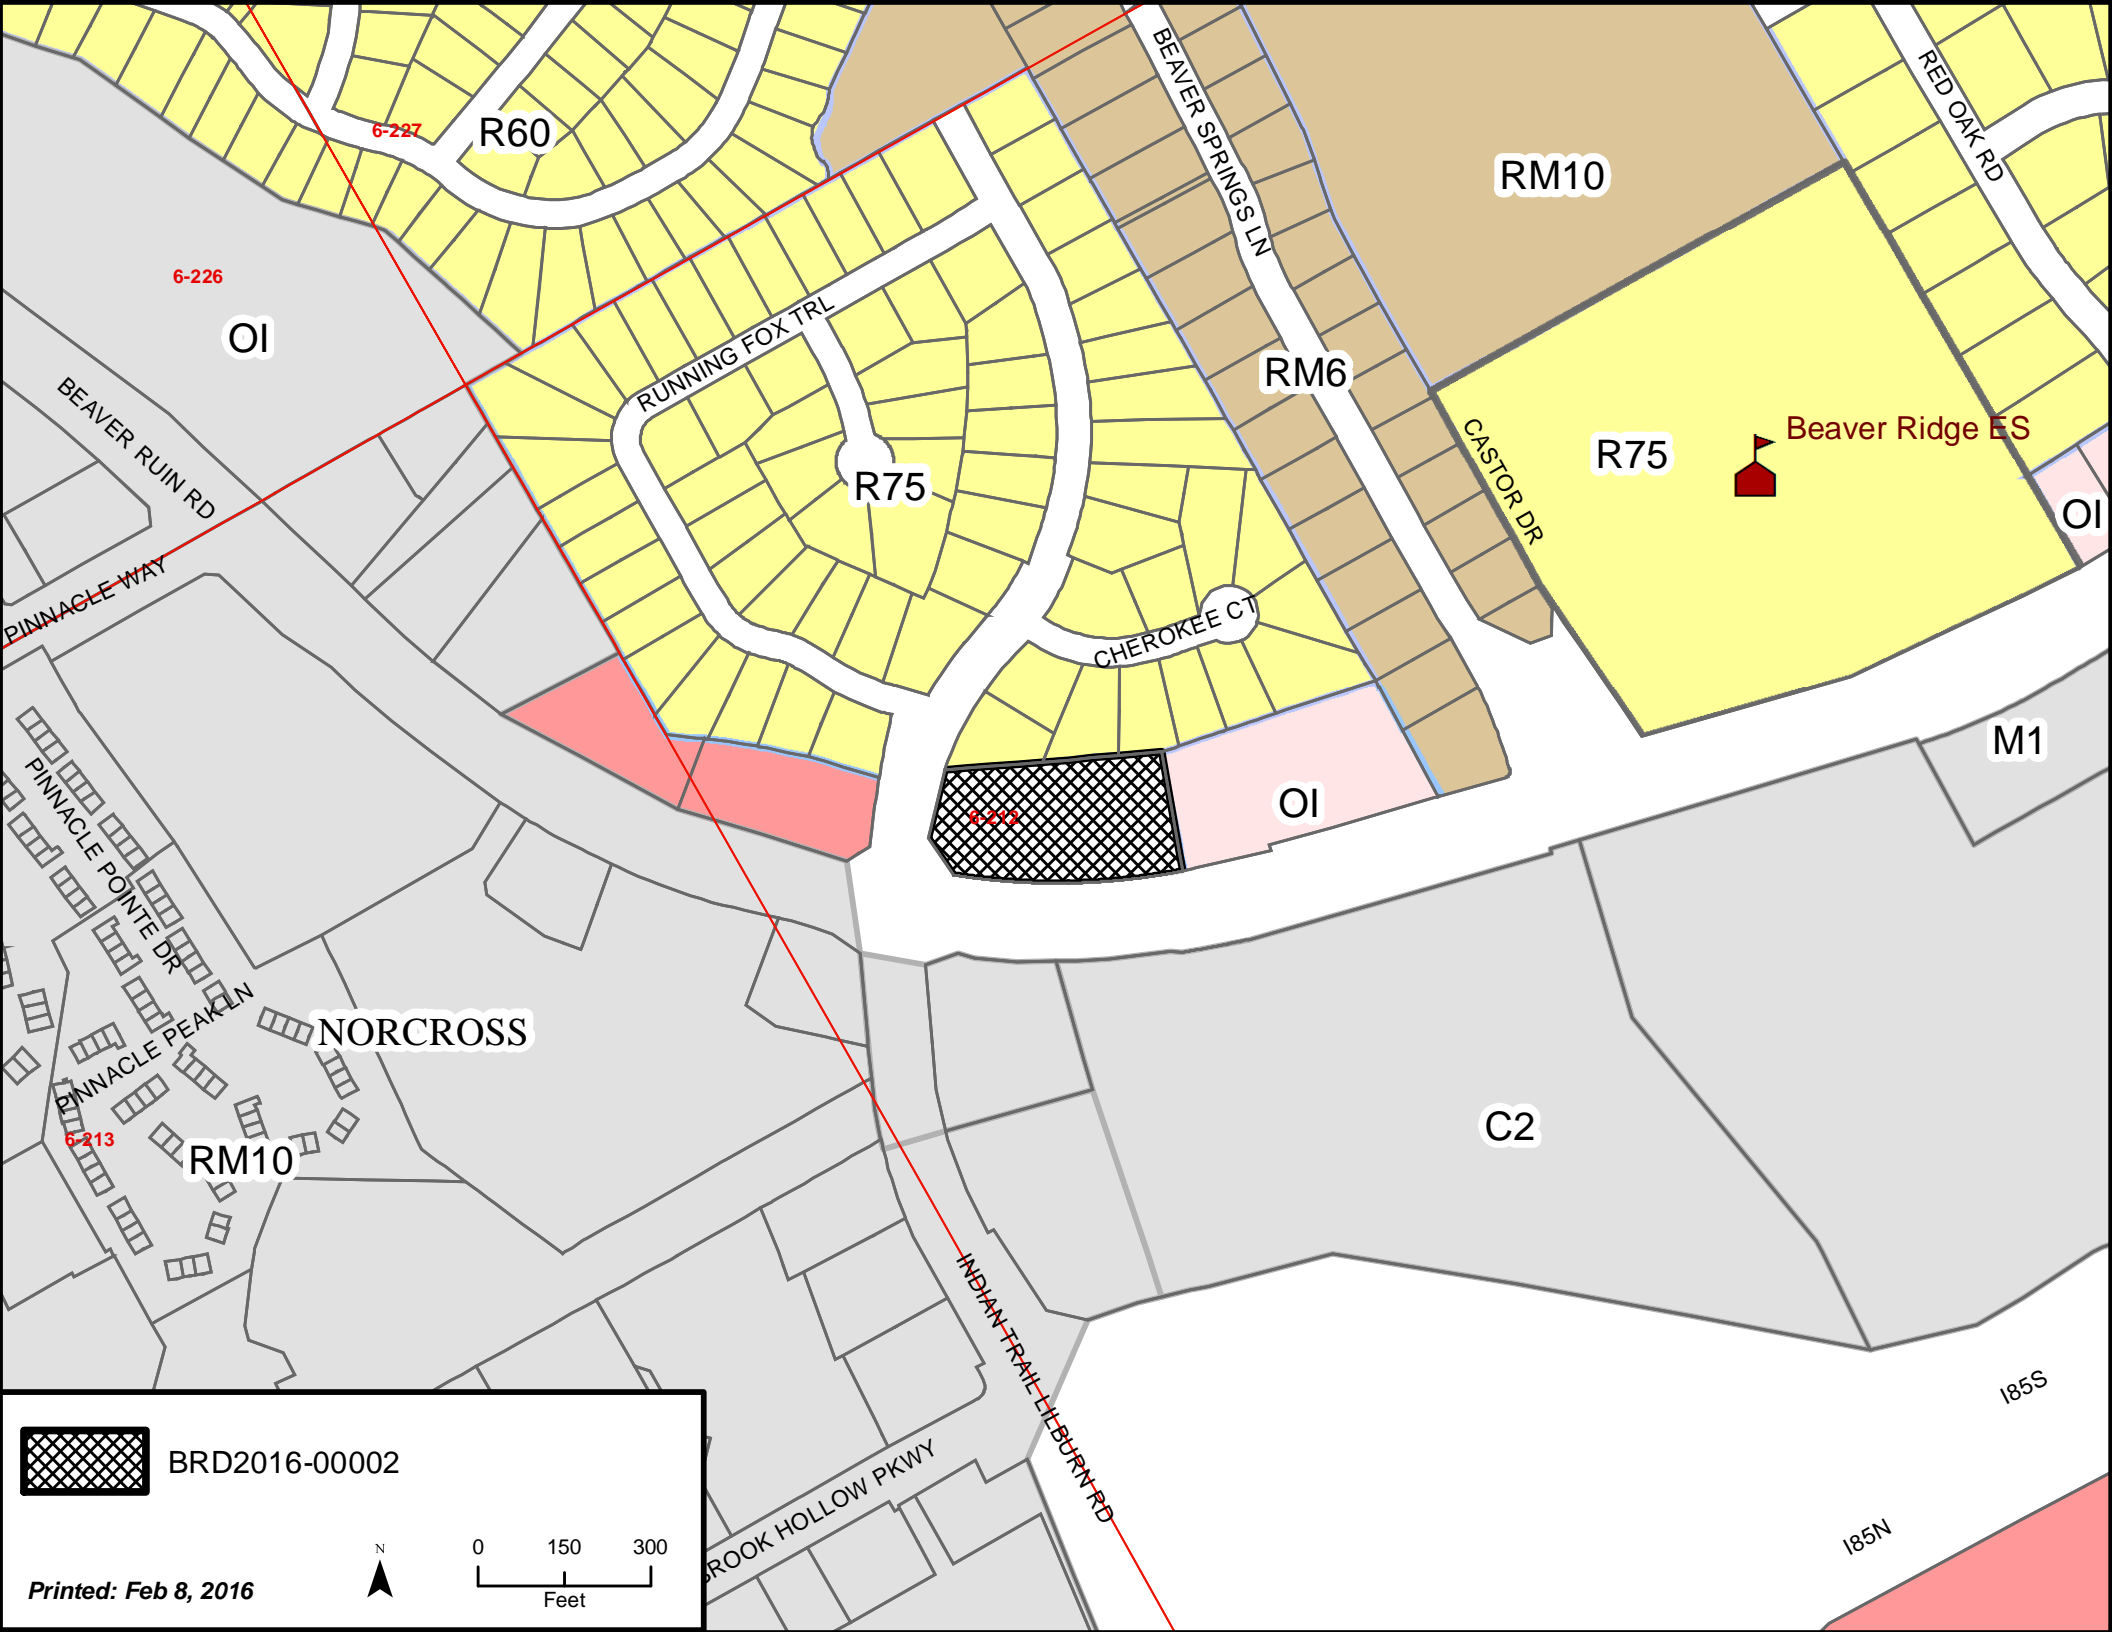 R60
6-227
BEAVER SPRINGS LN
RM10
RED OAK RD
6-226
OI
RUNNING FOX TRL
RM6
BEAVER RUIN RD
CASTOR DR
R75
Beaver Ridge ES
R75
OI
PINNACLE WAY
CHEROKEE CT
M1
PINNACLE POINTE DR
6-212
OI
PINNACLE PEAK LN
NORCROSS
6-213
RM10
C2
INDIAN TRAIL LILBURN RD
I85S
I85N
BROOK HOLLOW PKWY
BRD2016-00002
N
0 150 300
Feet
Printed: Feb 8, 2016